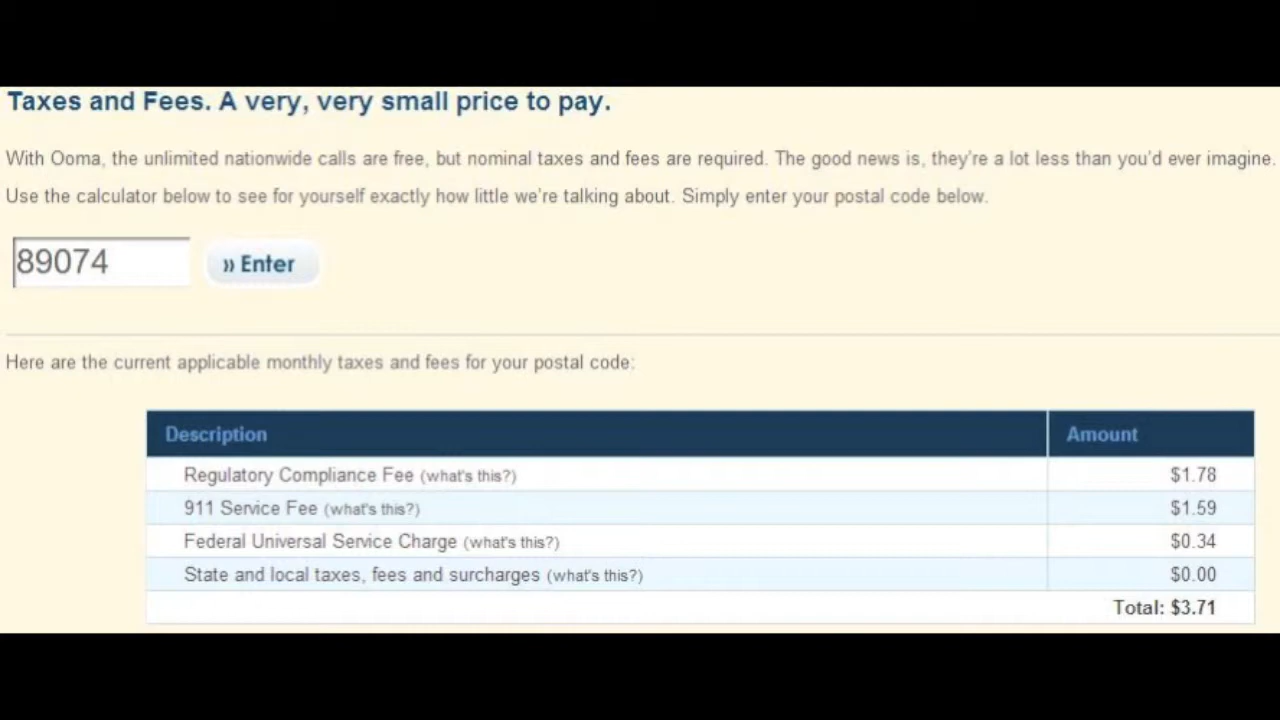 Taxes and Fees. A very, very small price to pay.
With Ooma, the unlimited nationwide calls are free, but nominal taxes and fees are required. The good news is, they're a lot less than you'd ever imagine.
Use the calculator below to see for yourself exactly how little we're talking about. Simply enter your postal code below.
89074 » Enter
Here are the current applicable monthly taxes and fees for your postal code:
Description Amount
Regulatory Compliance Fee (what's this?) $1.78
911 Service Fee (what's this?) $1.59
Federal Universal Service Charge (what's this?) $0.34
State and local taxes, fees and surcharges (what's this?) $0.00
Total: $3.71